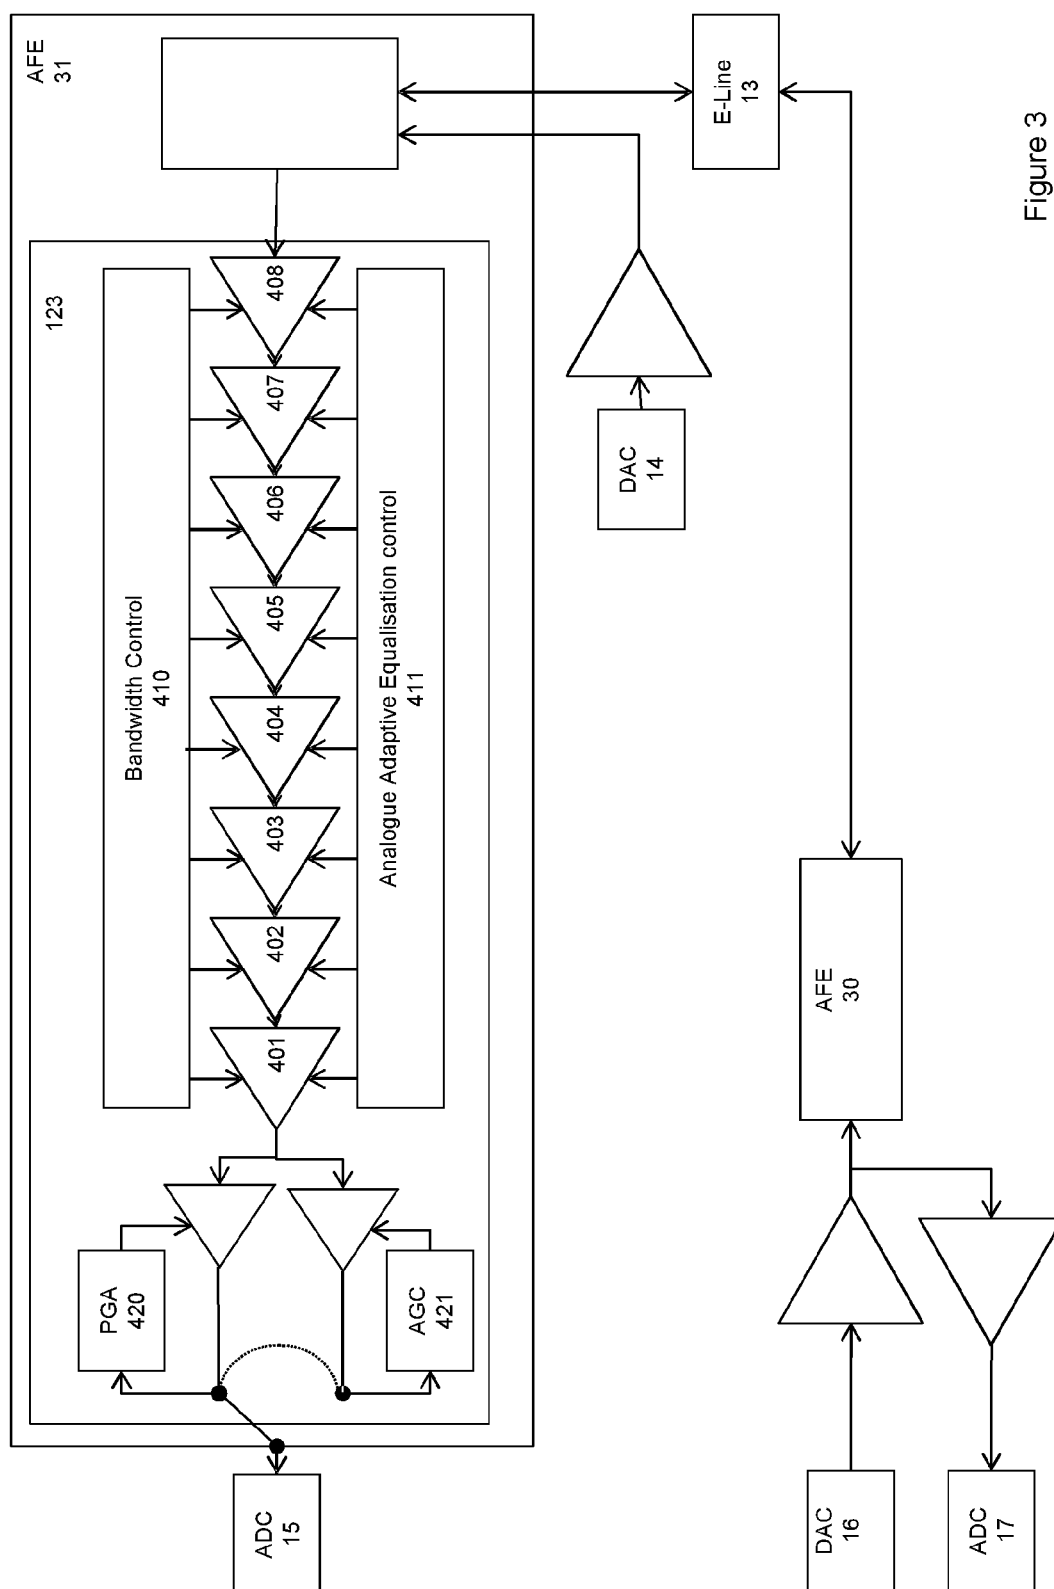 AFE
31
123
Bandwidth Control
410
408
407
406
405
404
403
402
401
Analogue Adaptive Equalisation control
411
PGA
420
AGC
421
ADC
15
E-Line
13
DAC
14
AFE
30
DAC
16
ADC
17
Figure 3